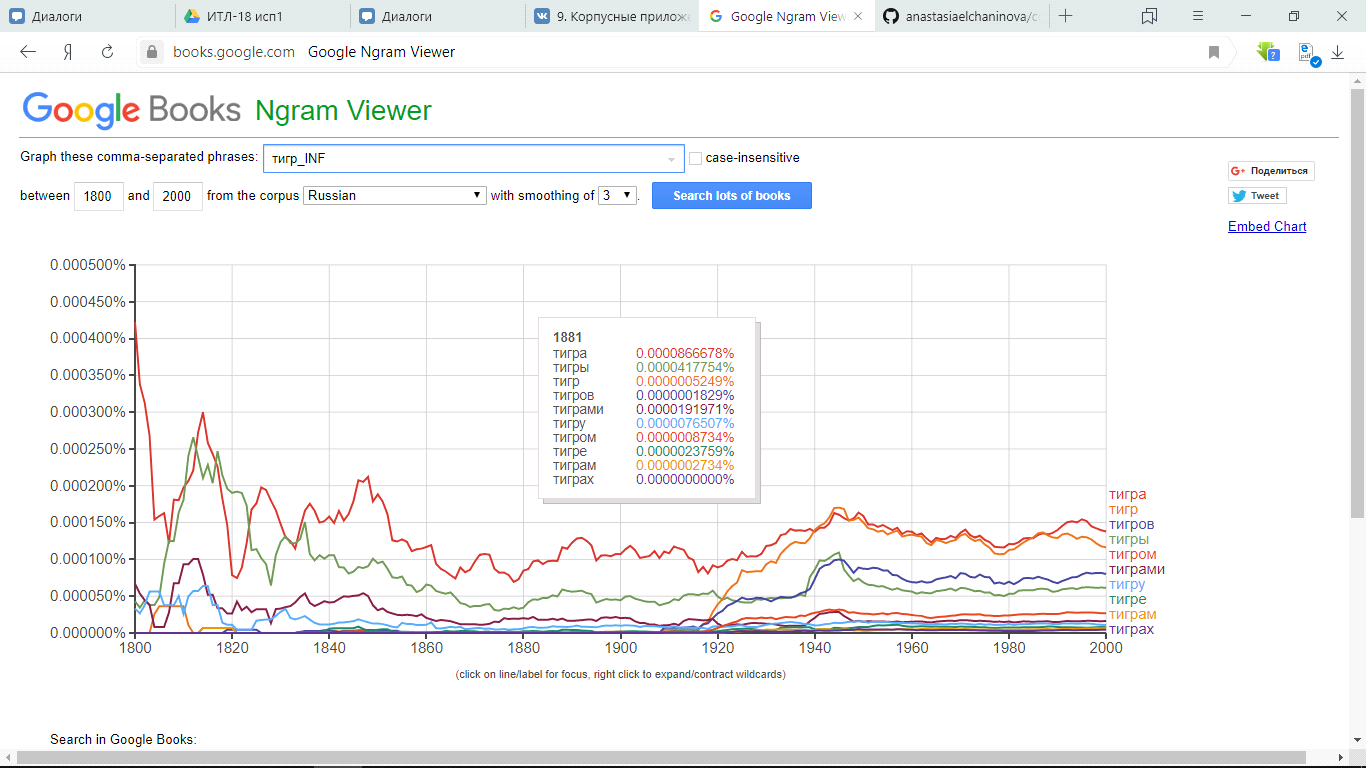 Диалоги
ИТЛ-18 исп1
Диалоги
9. Корпусные прилож
Google Ngram View
anastasiaelchaninova/c
books.google.com Google Ngram Viewer
Google Books Ngram Viewer
Graph these comma-separated phrases: тигр_INF case-insensitive
between 1800 and 2000 from the corpus Russian with smoothing of 3 . Search lots of books
Поделиться
Tweet
Embed Chart
0.000500%
0.000450%
0.000400%
0.000350%
0.000300%
0.000250%
0.000200%
0.000150%
0.000100%
0.000050%
0.000000%
1881
тигра 0.0000866678%
тигры 0.0000417754%
тигр 0.0000005249%
тигров 0.0000001829%
тиграми 0.0000191971%
тигру 0.0000076507%
тигром 0.0000008734%
тигре 0.0000023759%
тиграм 0.0000002734%
тиграх 0.0000000000%
тигра
тигр
тигров
тигры
тигром
тиграми
тигру
тигре
тиграм
тиграх
1800 1820 1840 1860 1880 1900 1920 1940 1960 1980 2000
(click on line/label for focus, right click to expand/contract wildcards)
Search in Google Books: